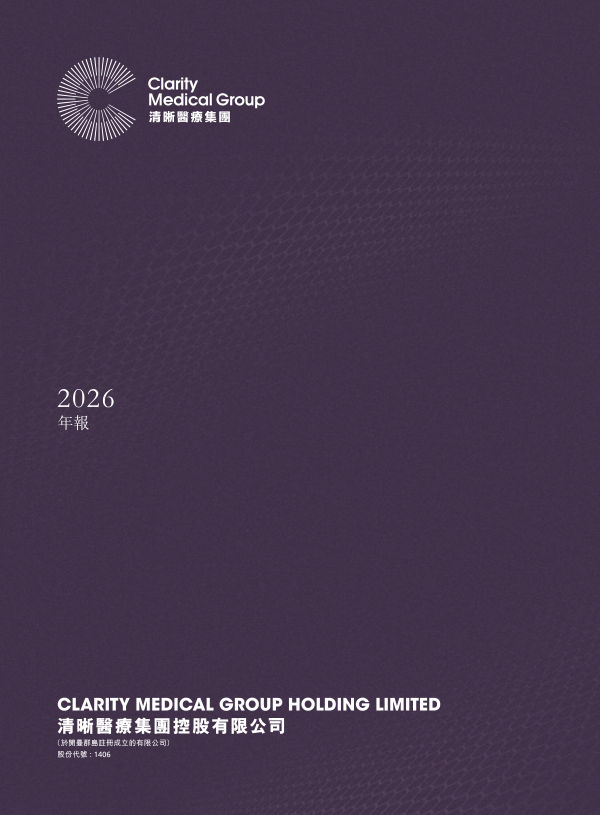 Clarity
Medical Group
清晰醫療集團
2026
年報
CLARITY MEDICAL GROUP HOLDING LIMITED
清晰醫療集團控股有限公司
(於開曼群島註冊成立的有限公司)
股份代號 : 1406